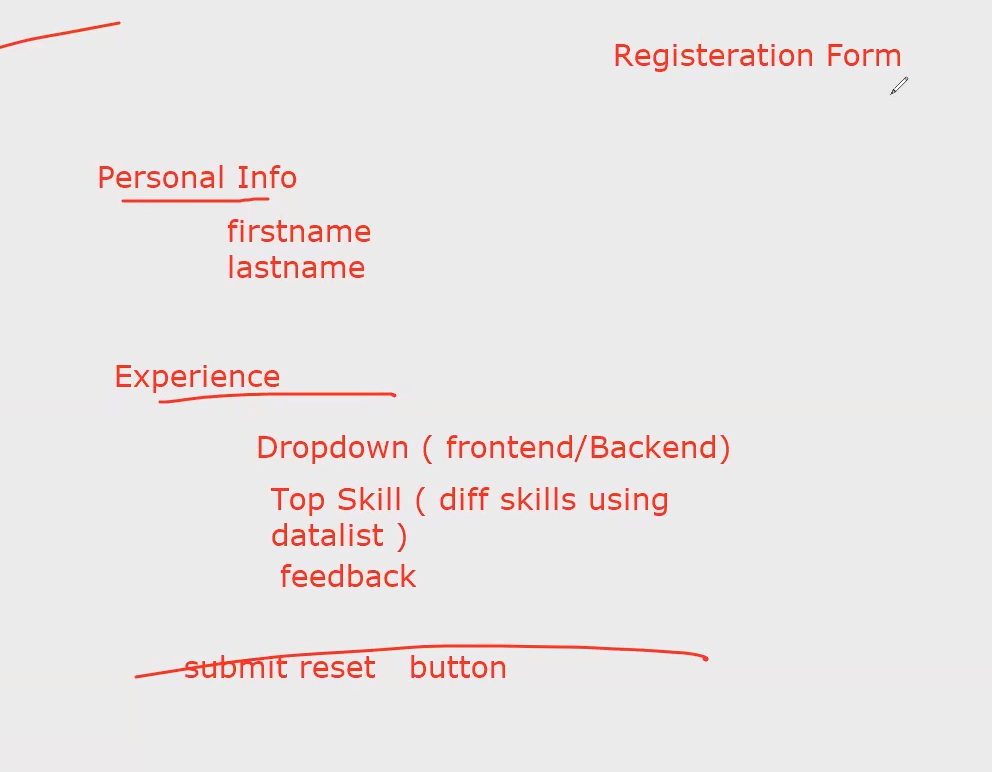 Registeration Form
Personal Info
firstname
lastname
Experience
Dropdown ( frontend/Backend)
Top Skill ( diff skills using
datalist )
feedback
submit reset button